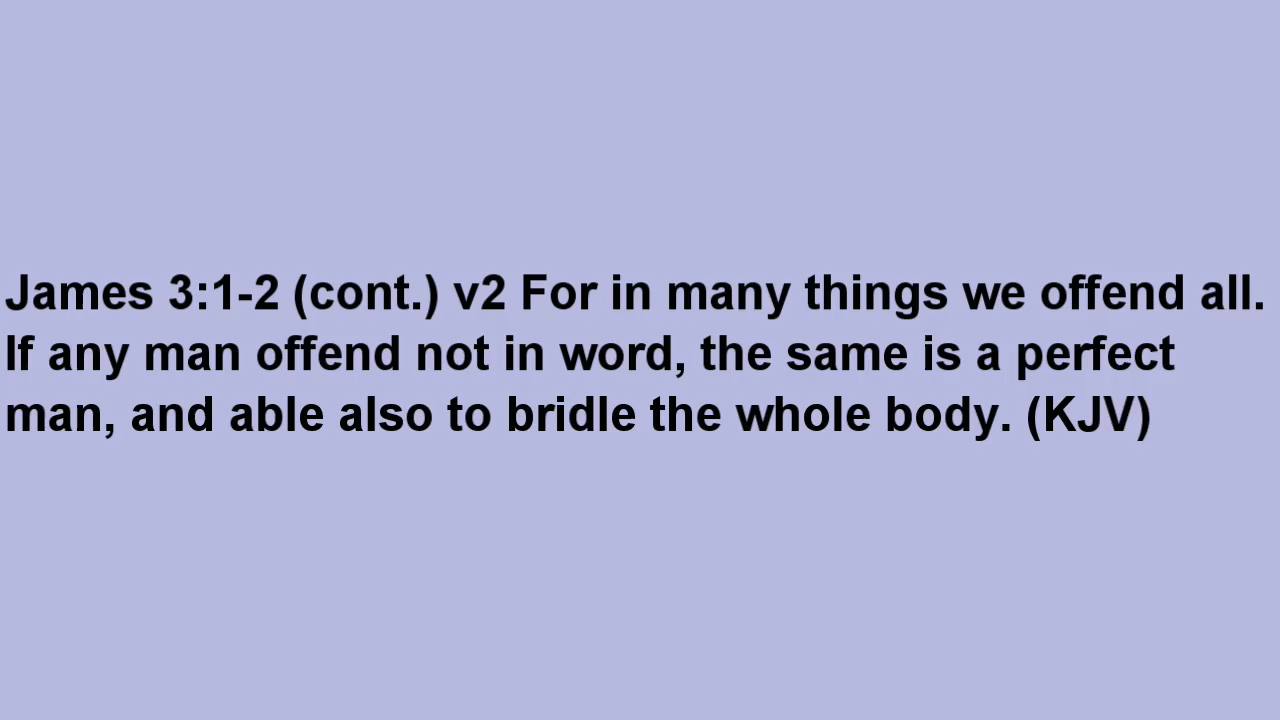 James 3:1-2 (cont.) v2 For in many things we offend all.
If any man offend not in word, the same is a perfect
man, and able also to bridle the whole body. (KJV)